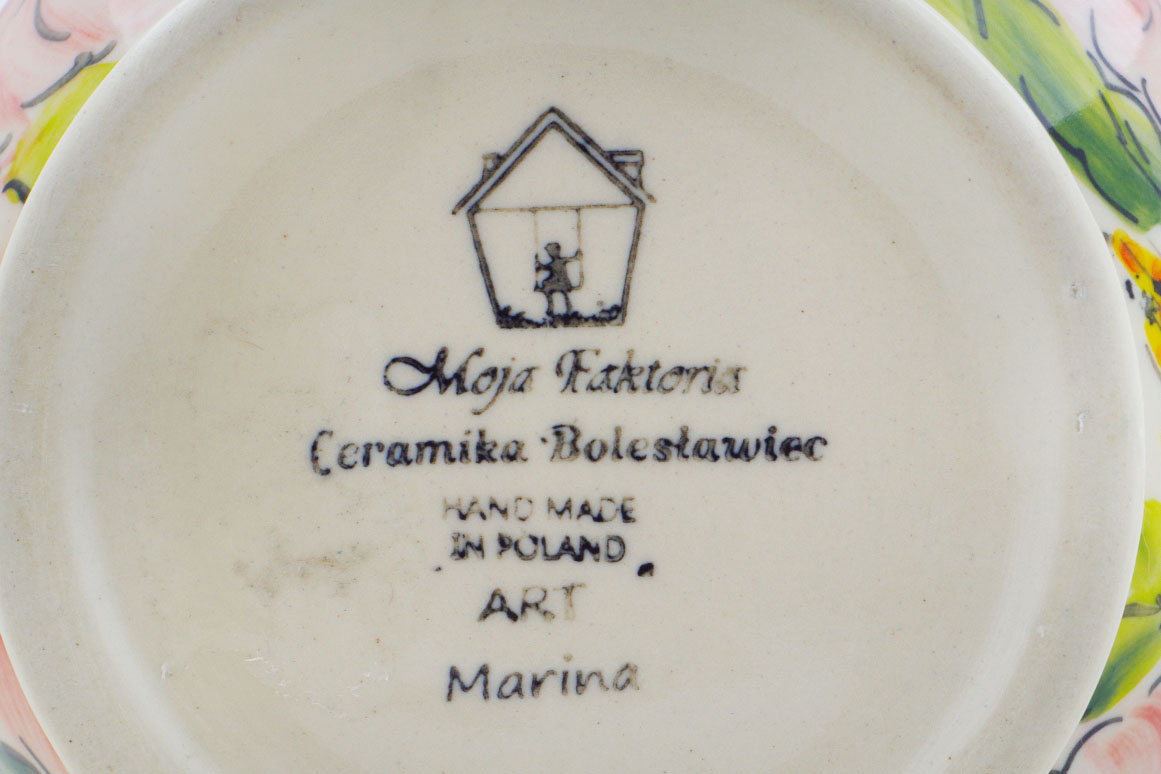 Moja Faktoria
Ceramika Bolesławiec
HAND MADE
IN POLAND
ART
Marina